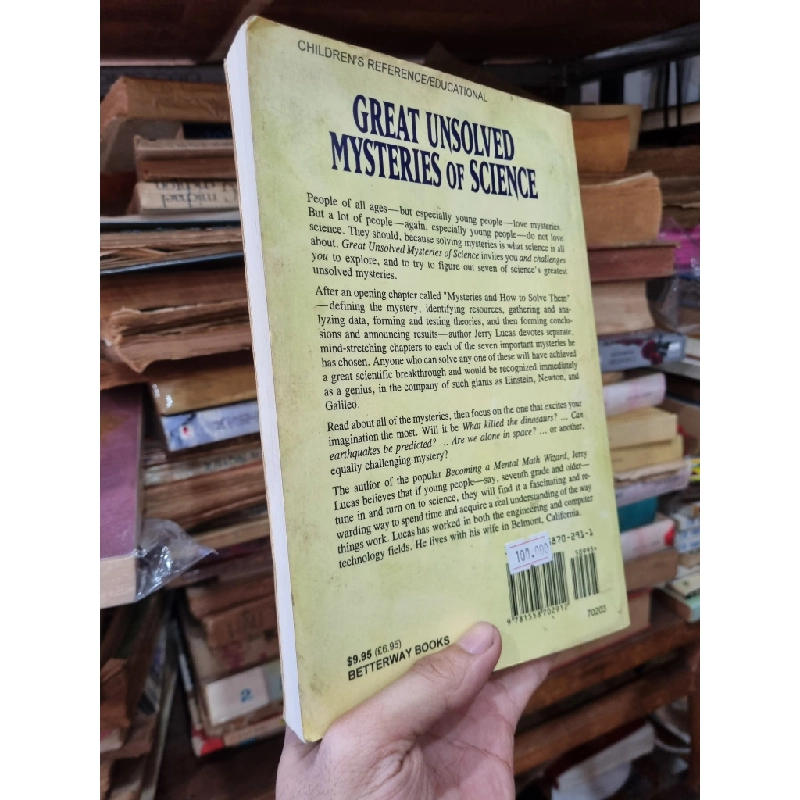 CHILDREN'S REFERENCE/EDUCATIONAL
GREAT UNSOLVED
MYSTERIES OF SCIENCE
People of all ages—but especially young people—love mysteries.
But a lot of people—again, especially young people—do not love
science. They should, because solving mysteries is what science is all
about. Great Unsolved Mysteries of Science invites you and challenges
you to explore, and to try to figure out seven of science's greatest
unsolved mysteries.
After an opening chapter called "Mysteries and How to Solve Them"
—defining the mystery, identifying resources, gathering and ana-
lyzing data, forming and testing theories, and then forming conclu-
sions and announcing results—author Jerry Lucas devotes separate,
mind-stretching chapters to each of the seven important mysteries he
has chosen. Anyone who can solve any one of these will have achieved
a great scientific breakthrough and would be recognized immediately
as a genius, in the company of such giants as Einstein, Newton, and
Galileo.
Read about all of the mysteries, then focus on the one that excites your
imagination the most. Will it be What killed the dinosaurs? ... Can
earthquakes be predicted? ... Are we alone in space? ... or another,
equally challenging mystery?
The author of the popular Becoming a Mental Math Wizard, Jerry
Lucas believes that if young people—say, seventh grade and older—
tune in and turn on to science, they will find it a fascinating and re-
warding way to spend time and acquire a real understanding of the way
things work. Lucas has worked in both the engineering and computer
technology fields. He lives with his wife in Belmont, California.
100.000
870-291-1
50995
9 781558 702912
70203
$9.95 (£6.95)
BETTERWAY BOOKS
michael
2